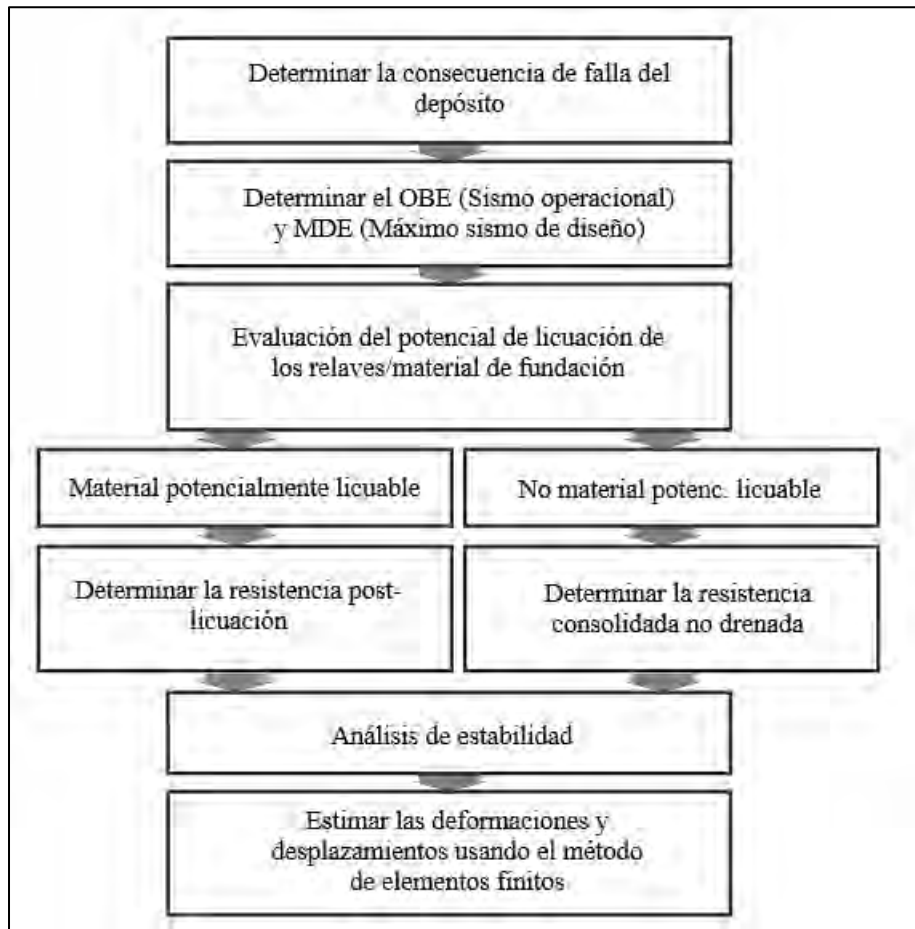 Determinar la consecuencia de falla del
depósito
Determinar el OBE (Sismo operacional)
y MDE (Máximo sismo de diseño)
Evaluación del potencial de licuación de
los relaves/material de fundación
Material potencialmente licuable
No material potenc. licuable
Determinar la resistencia post-
licuación
Determinar la resistencia
consolidada no drenada
Análisis de estabilidad
Estimar las deformaciones y
desplazamientos usando el método
de elementos finitos